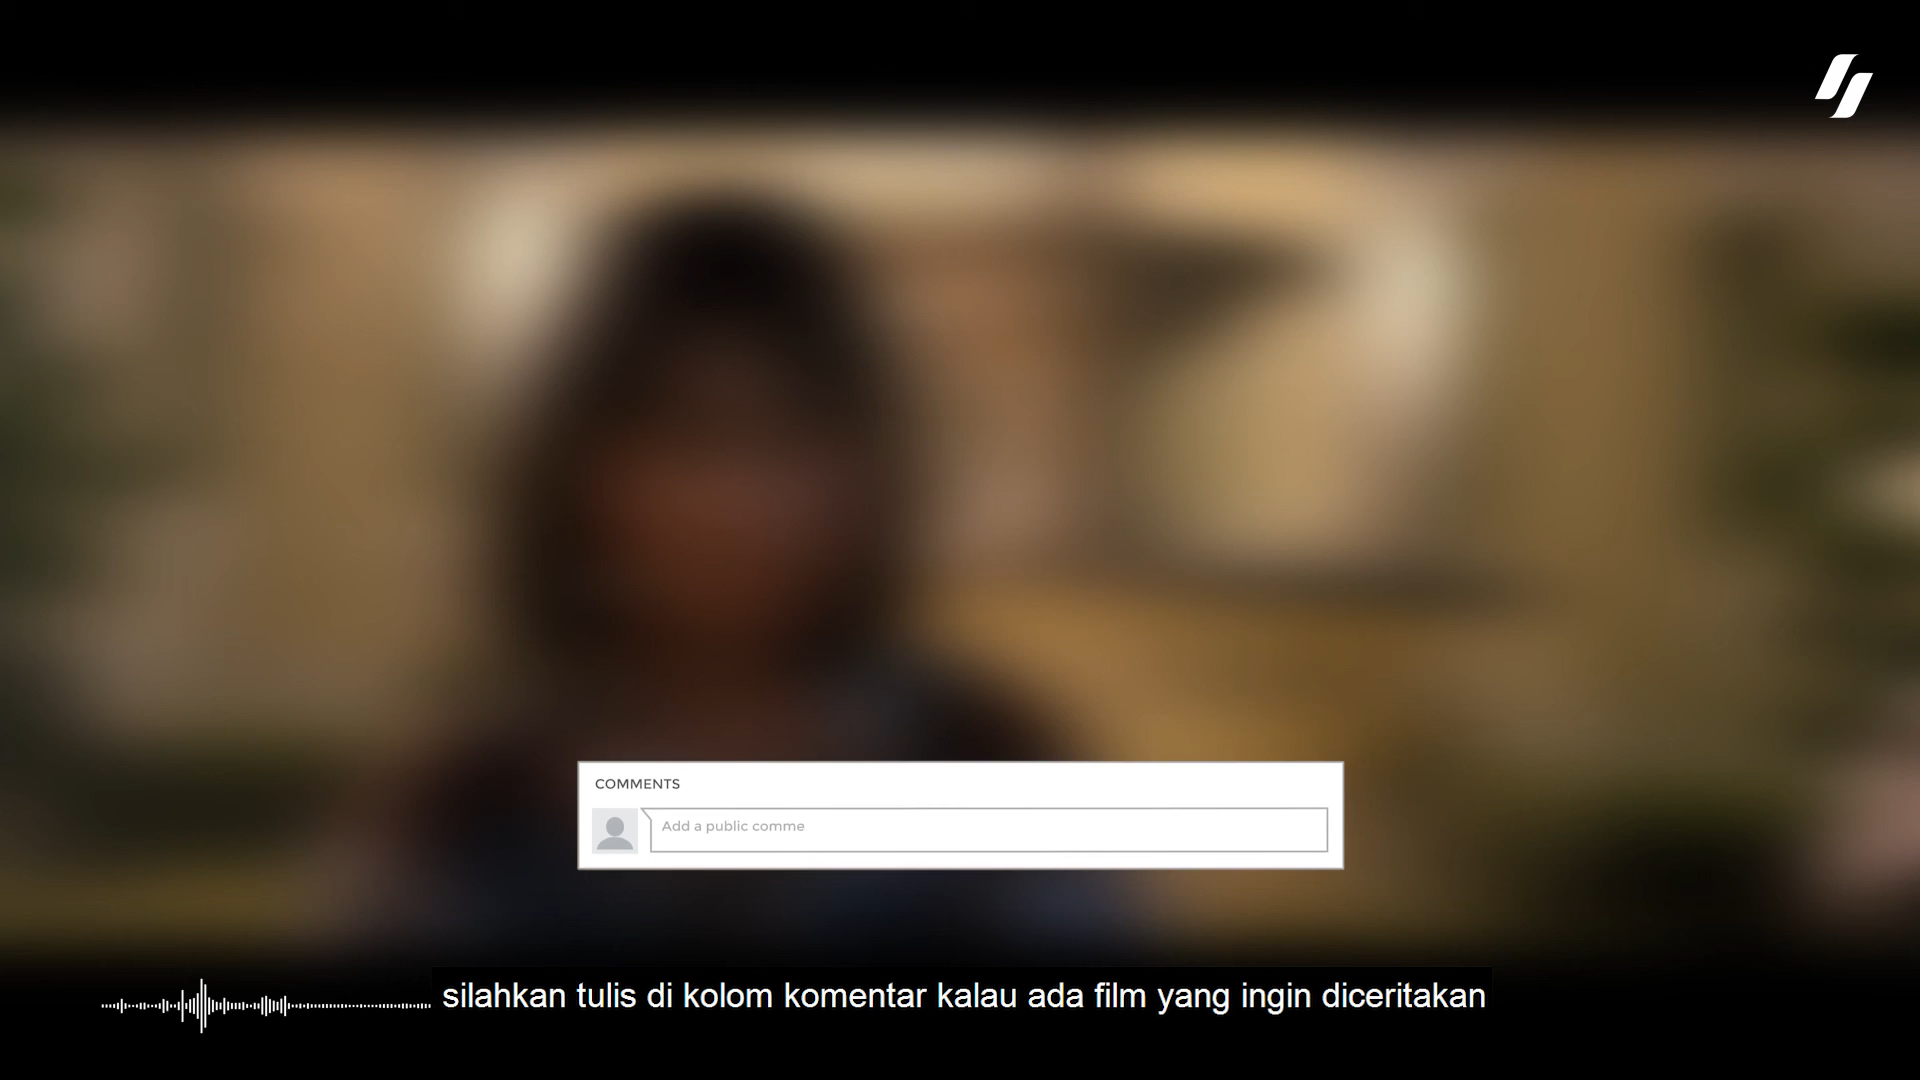 COMMENTS
Add a public comme
silahkan tulis di kolom komentar kalau ada film yang ingin diceritakan